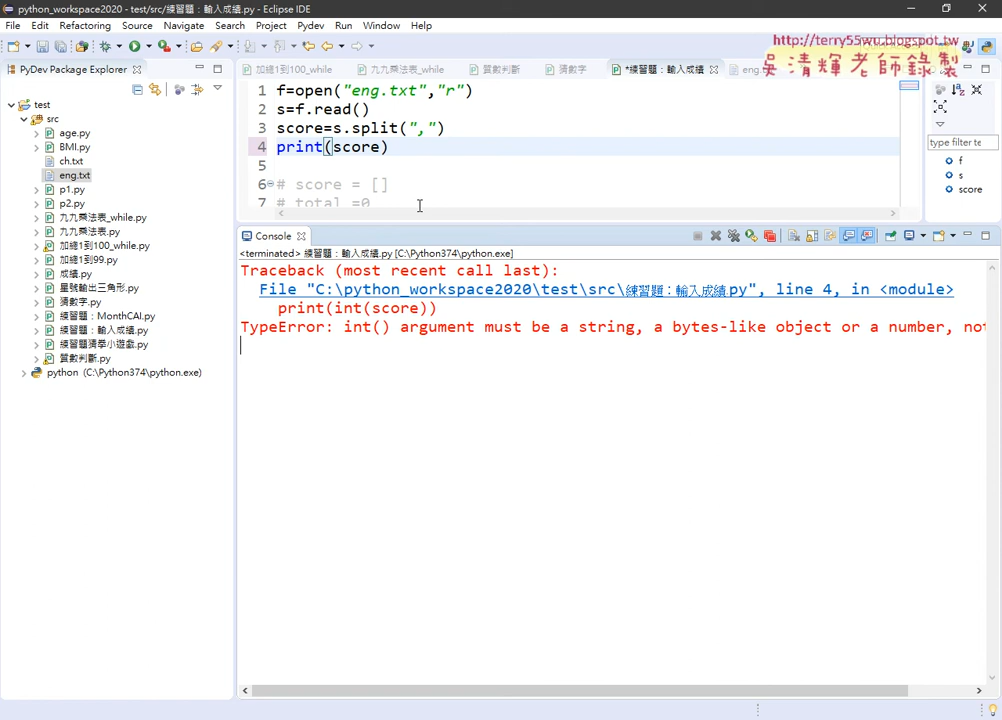 python_workspace2020 - test/src/練習題：輸入成績.py - Eclipse IDE
File Edit Refactoring Source Navigate Search Project Pydev Run Window Help
http://terry55wu.blogspot.tw
吳清輝老師錄製
PyDev Package Explorer
加總1到100_while
九九乘法表_while
質數判斷
猜數字
*練習題：輸入成績
eng.
test
src
age.py
BMI.py
ch.txt
eng.txt
p1.py
p2.py
九九乘法表_while.py
九九乘法表.py
加總1到100_while.py
加總1到99.py
成績.py
星號輸出三角形.py
猜數字.py
練習題：MonthCAI.py
練習題：輸入成績.py
練習題猜拳小遊戲.py
質數判斷.py
python (C:\Python374\python.exe)
1 f=open("eng.txt","r")
2 s=f.read()
3 score=s.split(",")
4 print(score)
5
6 # score = []
7 # total =0
type filter te
f
s
score
Console
<terminated> 練習題：輸入成績.py [C:\Python374\python.exe]
Traceback (most recent call last):
File "C:\python_workspace2020\test\src\練習題：輸入成績.py", line 4, in <module>
print(int(score))
TypeError: int() argument must be a string, a bytes-like object or a number, not